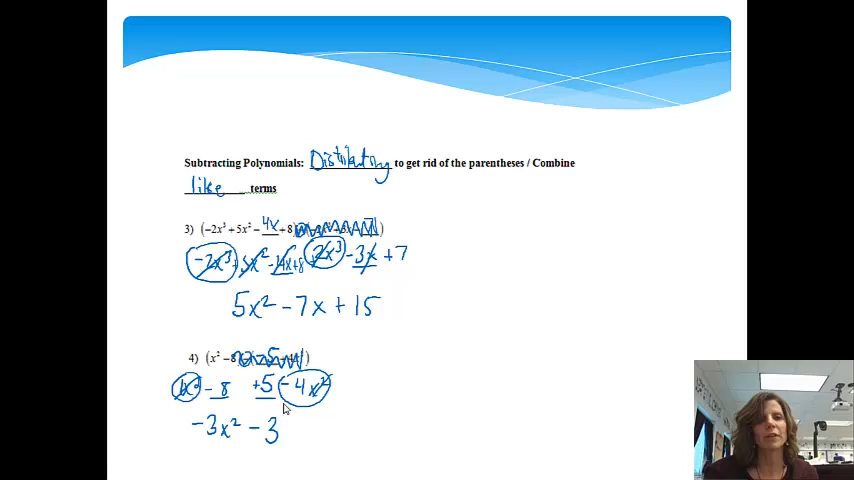 Subtracting Polynomials: Distributing to get rid of the parentheses / Combine
like terms
3) (−2x³ + 5x² − 4x + 8)
−2x³ + 5x² − 4x + 8 + 2x³ − 3x + 7
5x² − 7x + 15
4) (x² − 8)
x² − 8 + 5 − 4x²
−3x² − 3